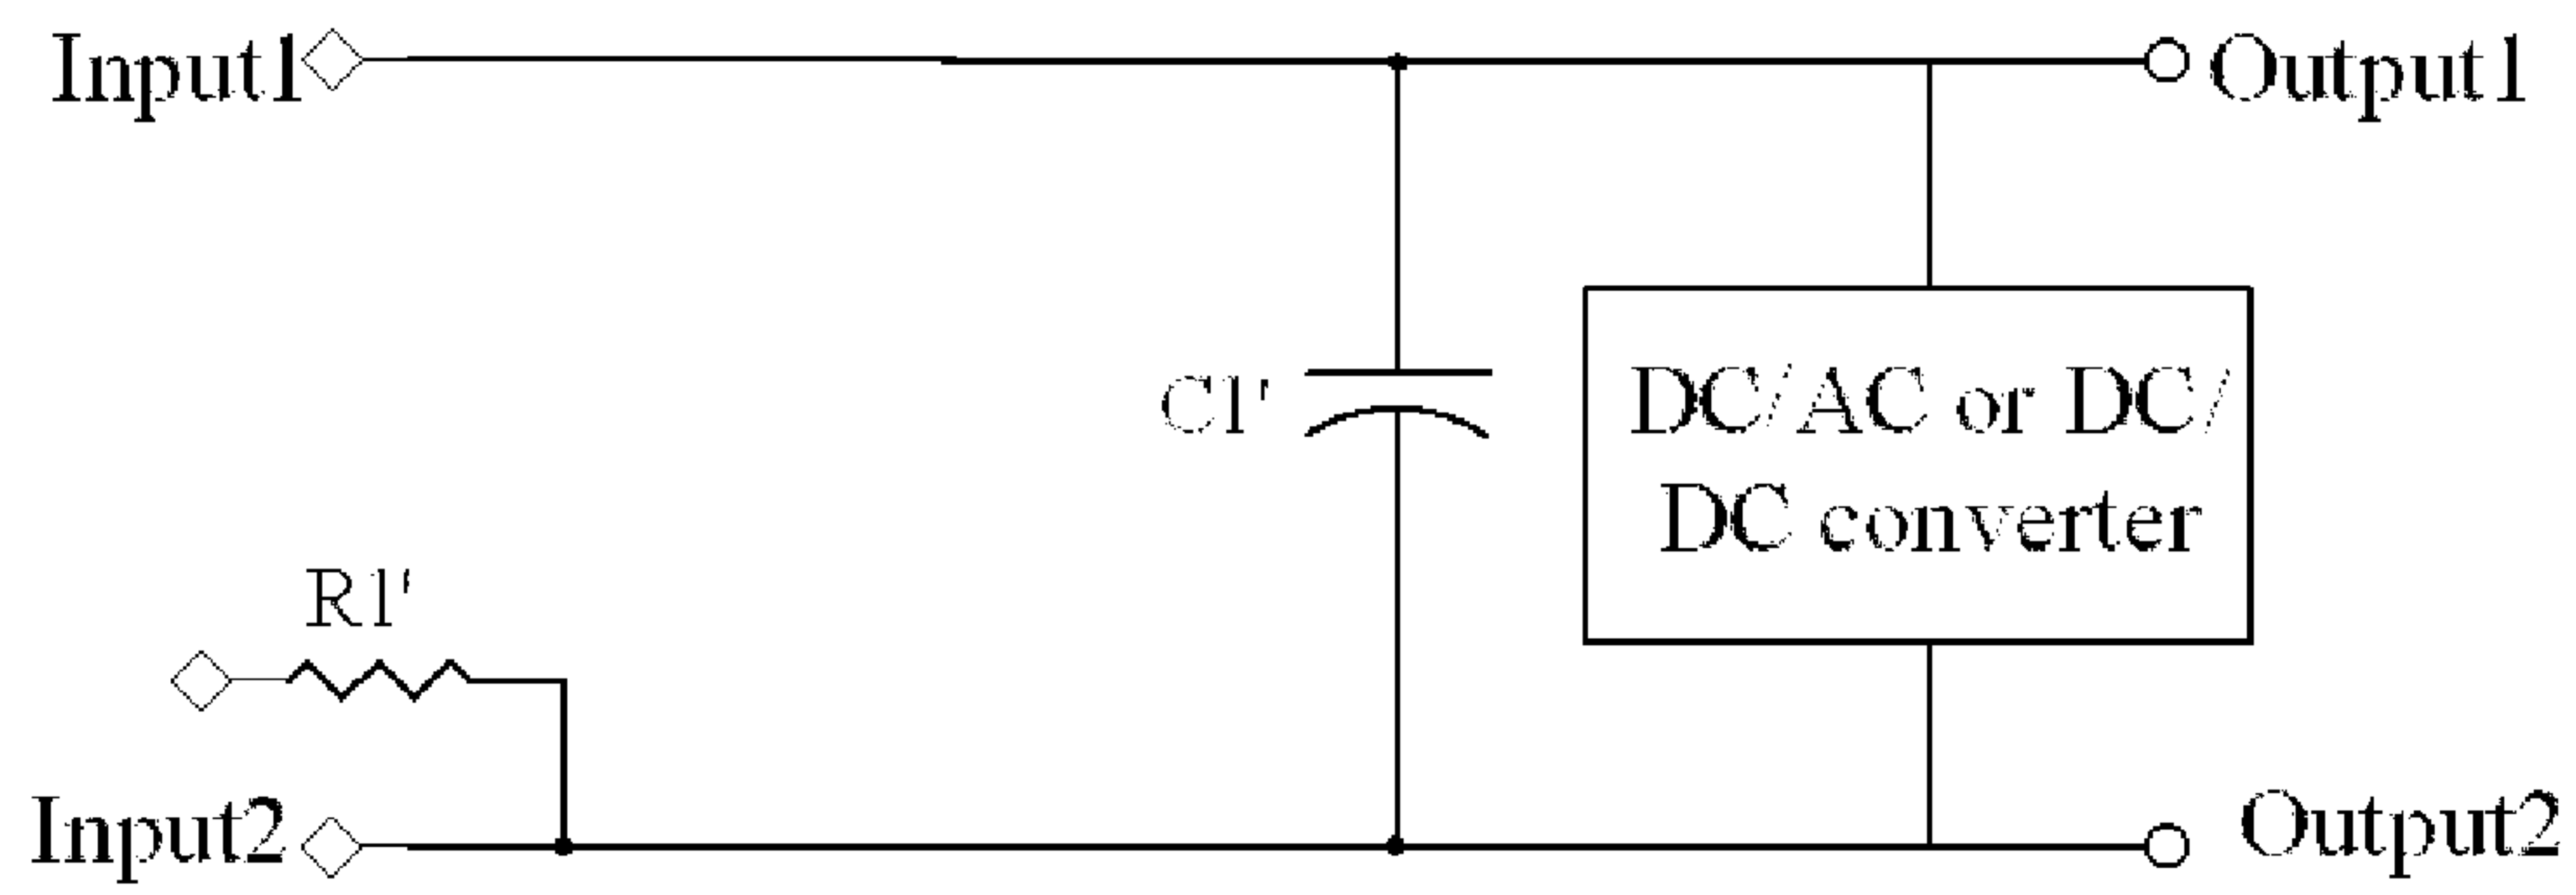 Input1
Output1
C1'
DC/AC or DC/
DC converter
R1'
Input2
Output2